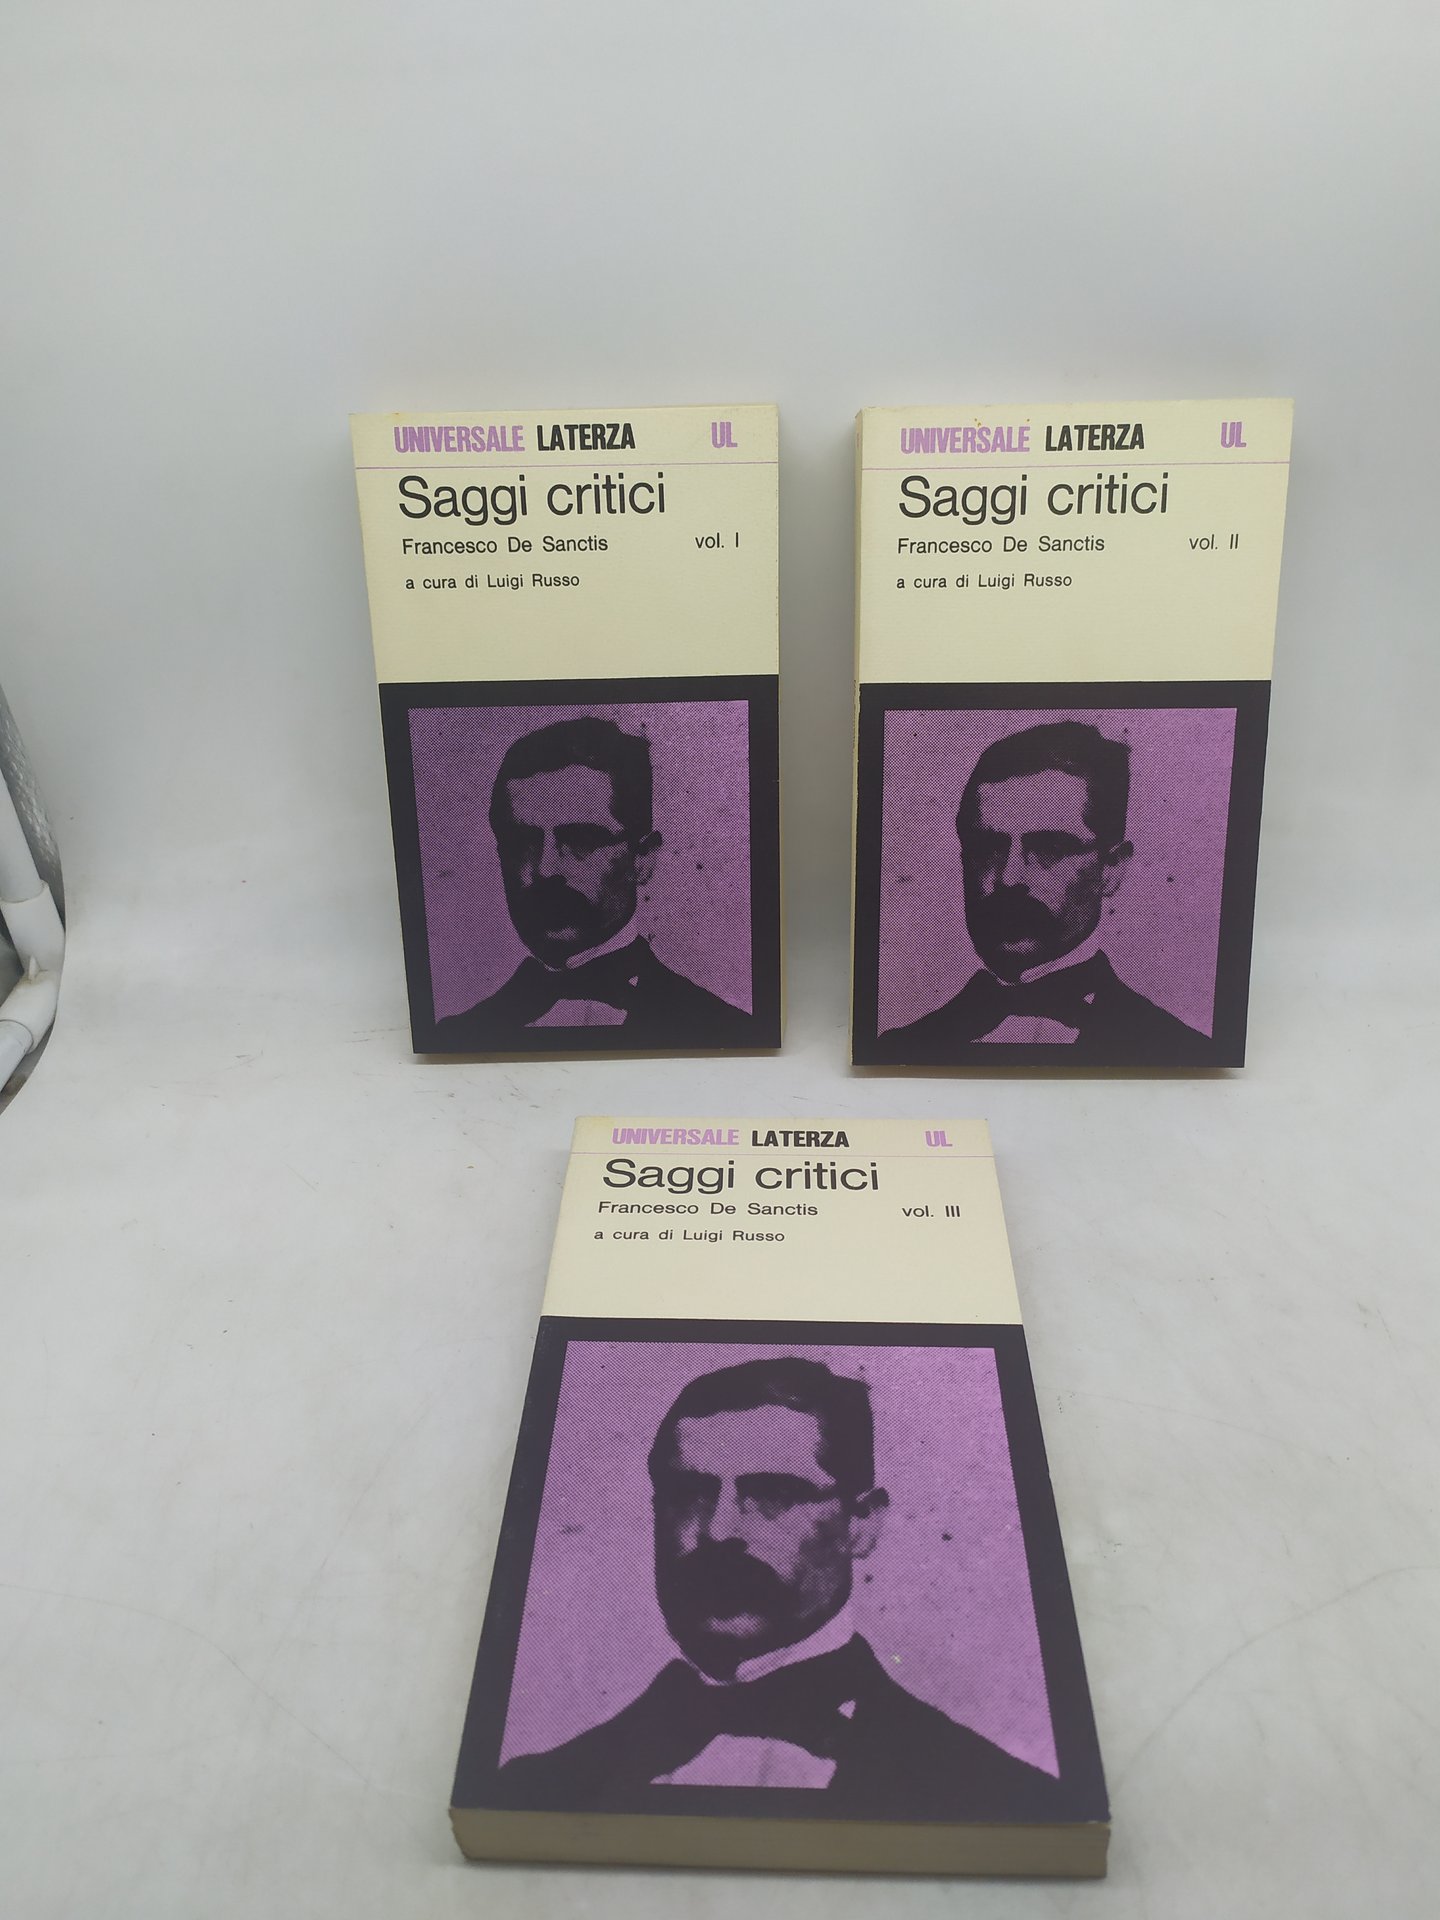 UNIVERSALE LATERZA UL
Saggi critici
Francesco De Sanctis vol. I
a cura di Luigi Russo
UNIVERSALE LATERZA UL
Saggi critici
Francesco De Sanctis vol. II
a cura di Luigi Russo
UNIVERSALE LATERZA UL
Saggi critici
Francesco De Sanctis vol. III
a cura di Luigi Russo